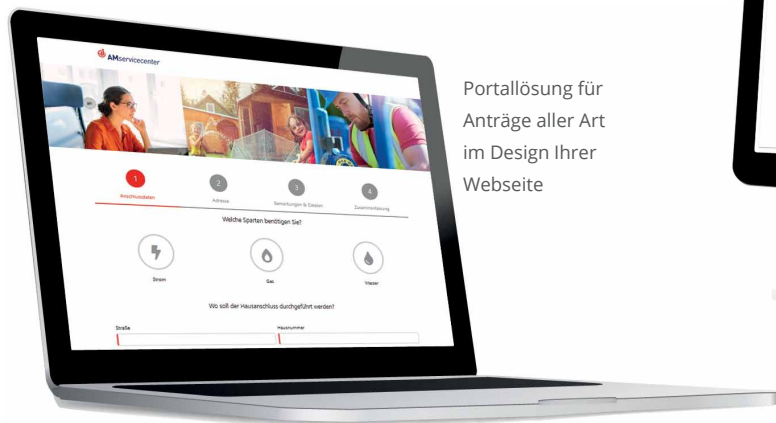 AMservicecenter
Portallösung für
Anträge aller Art
im Design Ihrer
Webseite
1
2
3
4
Anschlussdaten
Adresse
Bemerkungen & Dateien
Zusammenfassung
Welche Sparten benötigen Sie?
Strom
Gas
Wasser
Wo soll der Hausanschluss durchgeführt werden?
Straße
Hausnummer